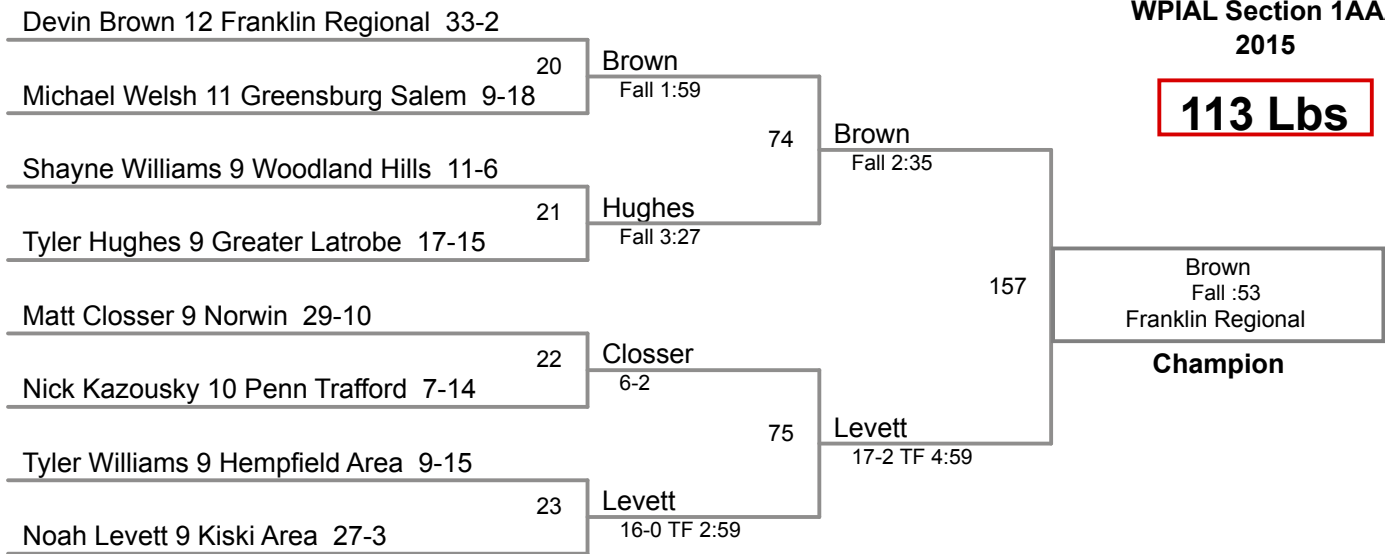 WPIAL Section 1AA
2015
113 Lbs
Devin Brown 12 Franklin Regional 33-2
20
Michael Welsh 11 Greensburg Salem 9-18
Brown
Fall 1:59
Shayne Williams 9 Woodland Hills 11-6
21
Tyler Hughes 9 Greater Latrobe 17-15
Hughes
Fall 3:27
74
Brown
Fall 2:35
Matt Closser 9 Norwin 29-10
22
Nick Kazousky 10 Penn Trafford 7-14
Closser
6-2
Tyler Williams 9 Hempfield Area 9-15
23
Noah Levett 9 Kiski Area 27-3
Levett
16-0 TF 2:59
75
Levett
17-2 TF 4:59
157
Brown
Fall :53
Franklin Regional
Champion